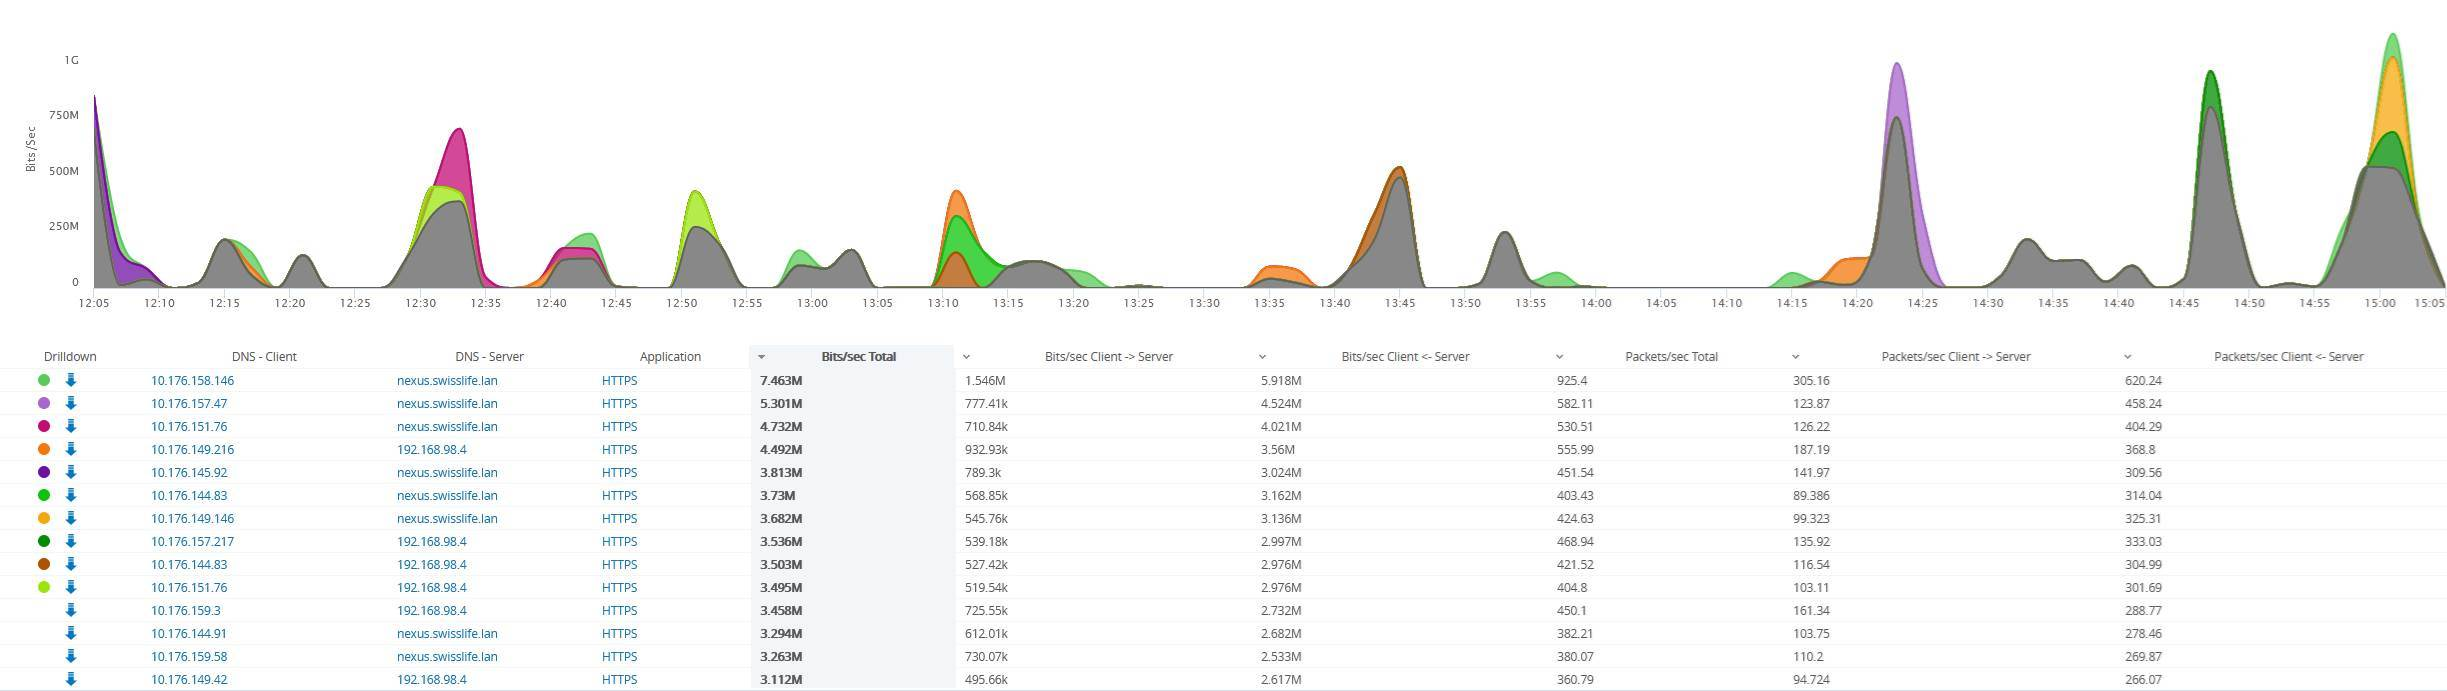 1G
750M
500M
250M
0
Bits/Sec
12:05 12:10 12:15 12:20 12:25 12:30 12:35 12:40 12:45 12:50 12:55 13:00 13:05 13:10 13:15 13:20 13:25 13:30 13:35 13:40 13:45 13:50 13:55 14:00 14:05 14:10 14:15 14:20 14:25 14:30 14:35 14:40 14:45 14:50 14:55 15:00 15:05
Drilldown DNS - Client DNS - Server Application Bits/sec Total Bits/sec Client -> Server Bits/sec Client <- Server Packets/sec Total Packets/sec Client -> Server Packets/sec Client <- Server
10.176.158.146 nexus.swisslife.lan HTTPS 7.463M 1.546M 5.918M 925.4 305.16 620.24
10.176.157.47 nexus.swisslife.lan HTTPS 5.301M 777.41k 4.524M 582.11 123.87 458.24
10.176.151.76 nexus.swisslife.lan HTTPS 4.732M 710.84k 4.021M 530.51 126.22 404.29
10.176.149.216 192.168.98.4 HTTPS 4.492M 932.93k 3.56M 555.99 187.19 368.8
10.176.145.92 nexus.swisslife.lan HTTPS 3.813M 789.3k 3.024M 451.54 141.97 309.56
10.176.144.83 nexus.swisslife.lan HTTPS 3.73M 568.85k 3.162M 403.43 89.386 314.04
10.176.149.146 nexus.swisslife.lan HTTPS 3.682M 545.76k 3.136M 424.63 99.323 325.31
10.176.157.217 192.168.98.4 HTTPS 3.536M 539.18k 2.997M 468.94 135.92 333.03
10.176.144.83 192.168.98.4 HTTPS 3.503M 527.42k 2.976M 421.52 116.54 304.99
10.176.151.76 192.168.98.4 HTTPS 3.495M 519.54k 2.976M 404.8 103.11 301.69
10.176.159.3 192.168.98.4 HTTPS 3.458M 725.55k 2.732M 450.1 161.34 288.77
10.176.144.91 nexus.swisslife.lan HTTPS 3.294M 612.01k 2.682M 382.21 103.75 278.46
10.176.159.58 nexus.swisslife.lan HTTPS 3.263M 730.07k 2.533M 380.07 110.2 269.87
10.176.149.42 192.168.98.4 HTTPS 3.112M 495.66k 2.617M 360.79 94.724 266.07